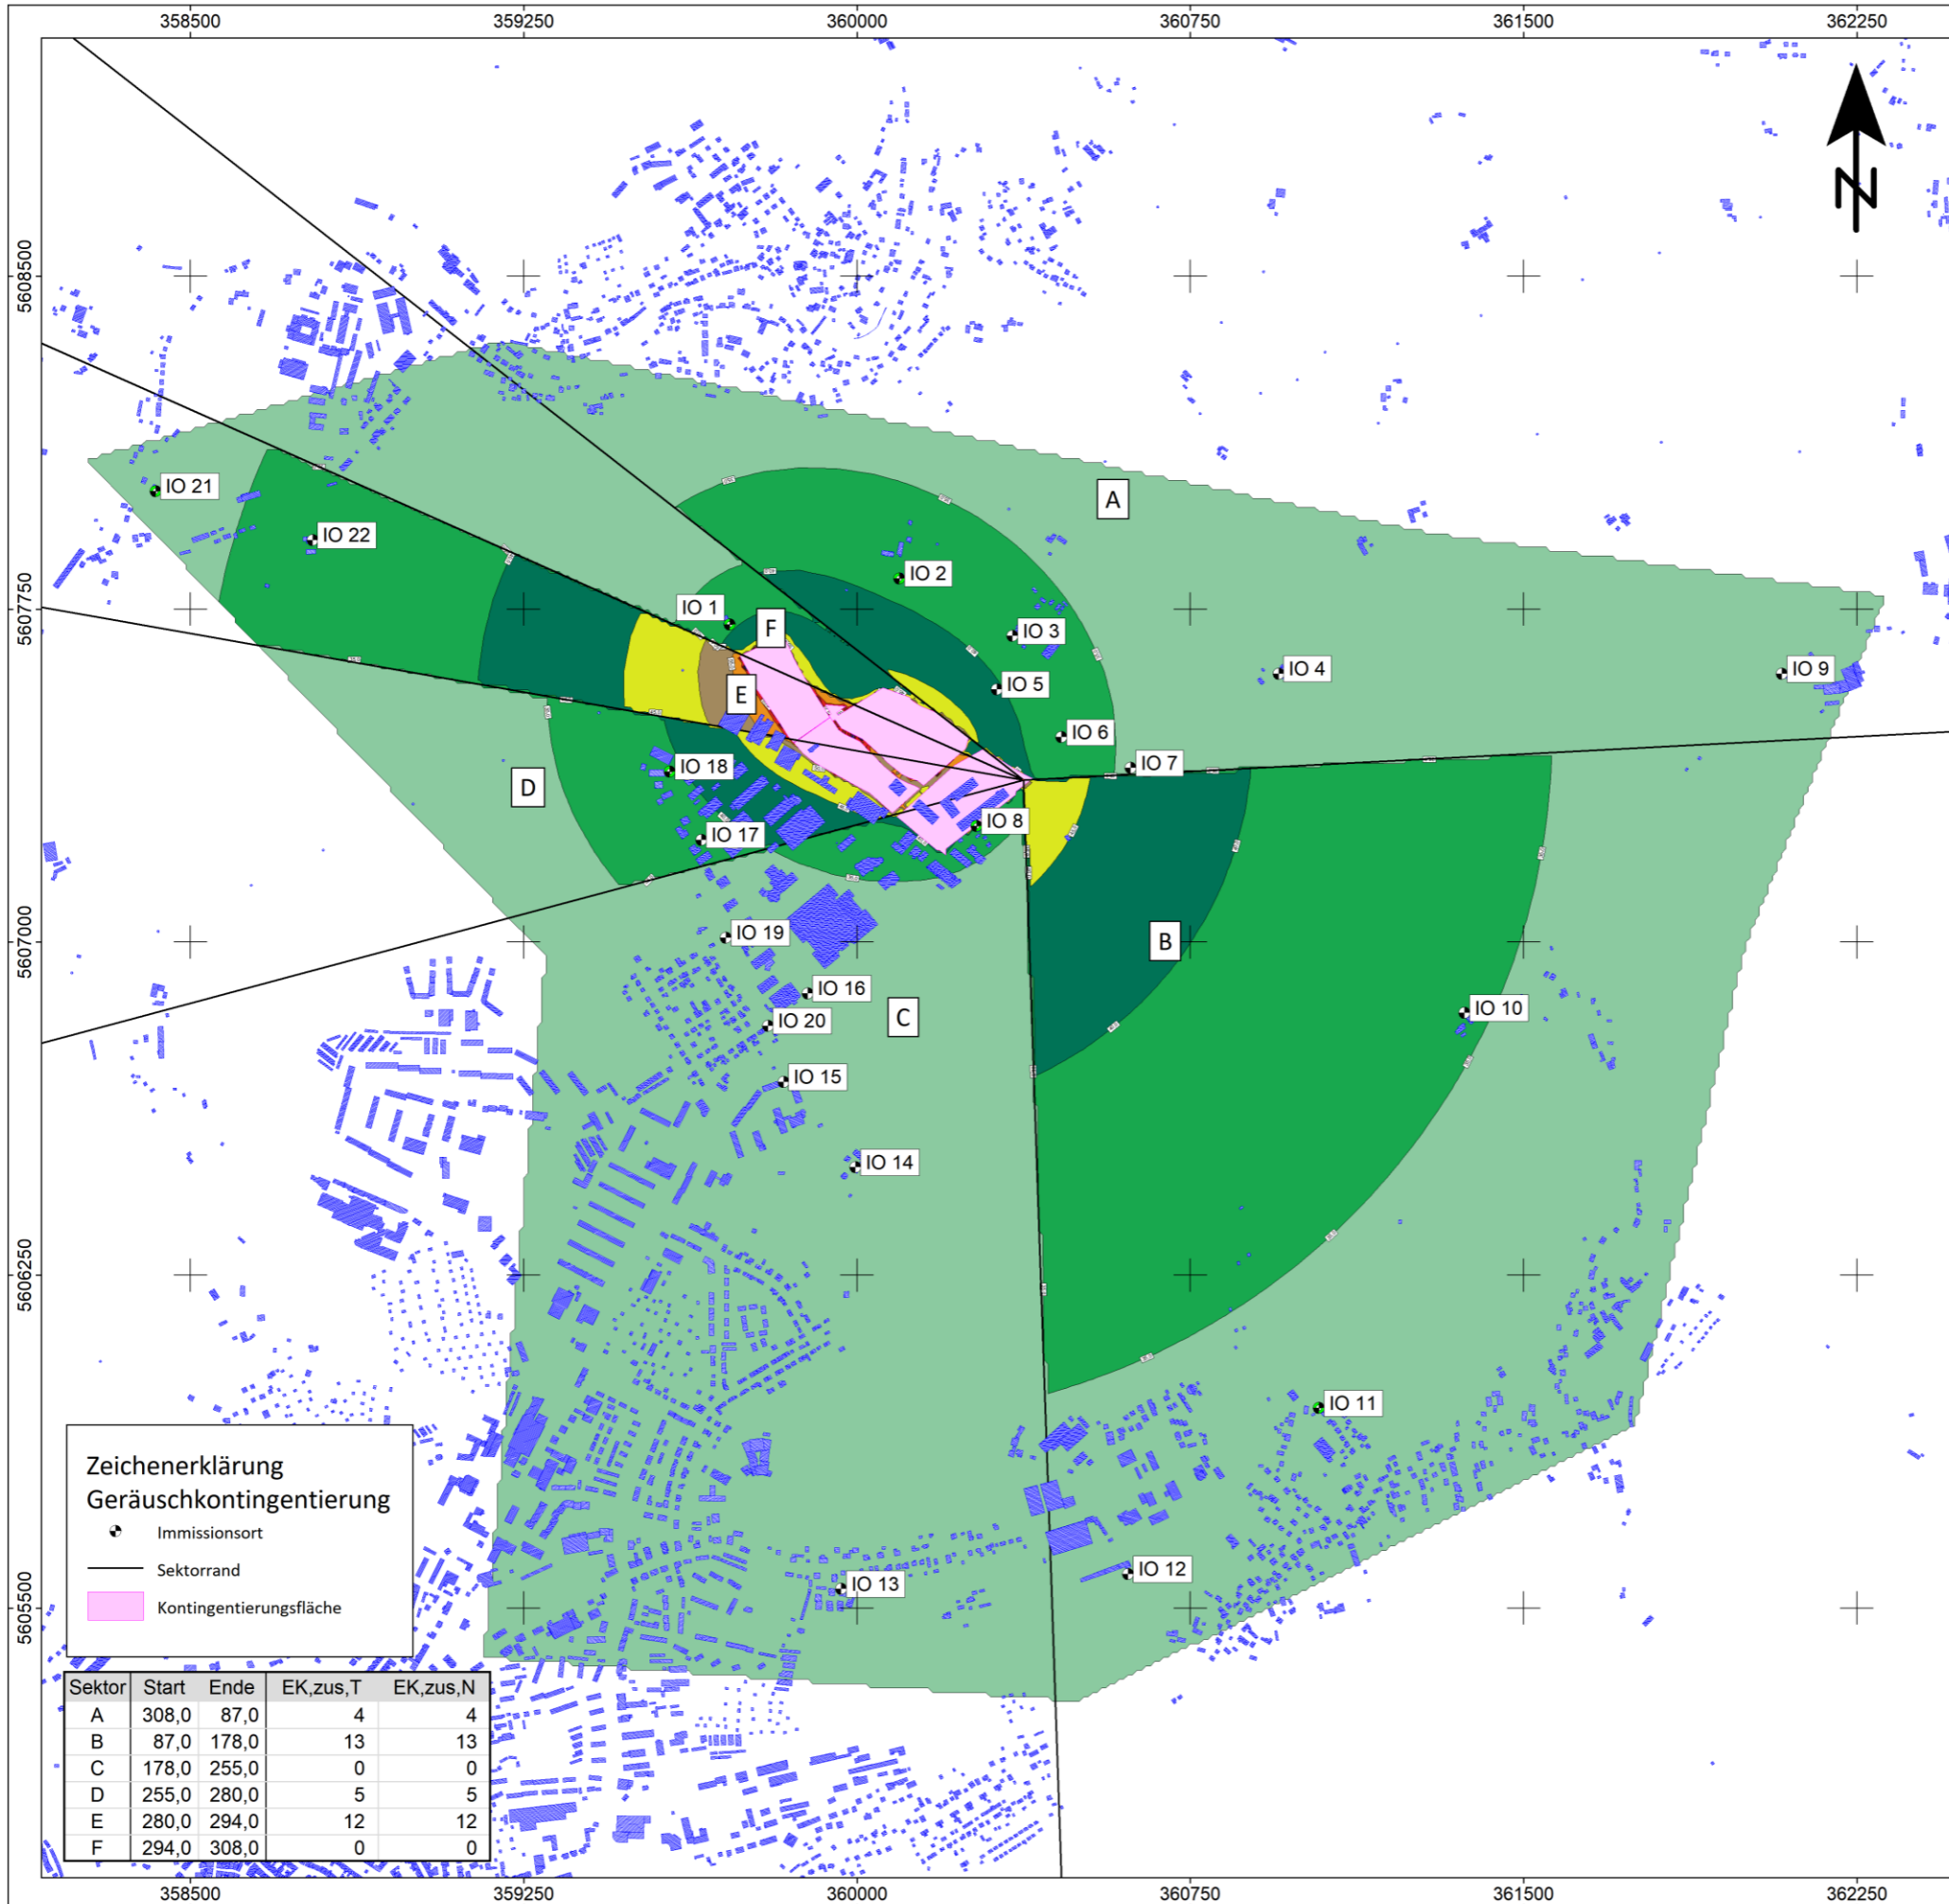 358500 359250 360000 360750 361500 362250
N
5608500
A
IO 21
IO 22
IO 2
5607750
IO 1
F
IO 3
IO 4
IO 9
E
IO 5
IO 6
IO 7
IO 18
D
IO 8
IO 17
IO 19
5607000
B
IO 16
IO 10
C
IO 20
IO 15
IO 14
5606250
IO 11
Zeichenerklärung
Geräuschkontingentierung
Immissionsort
Sektorrand
Kontingentierungsfläche
IO 12
IO 13
5605500
Sektor Start Ende EK,zus,T EK,zus,N
A 308,0 87,0 4 4
B 87,0 178,0 13 13
C 178,0 255,0 0 0
D 255,0 280,0 5 5
E 280,0 294,0 12 12
F 294,0 308,0 0 0
358500 359250 360000 360750 361500 362250